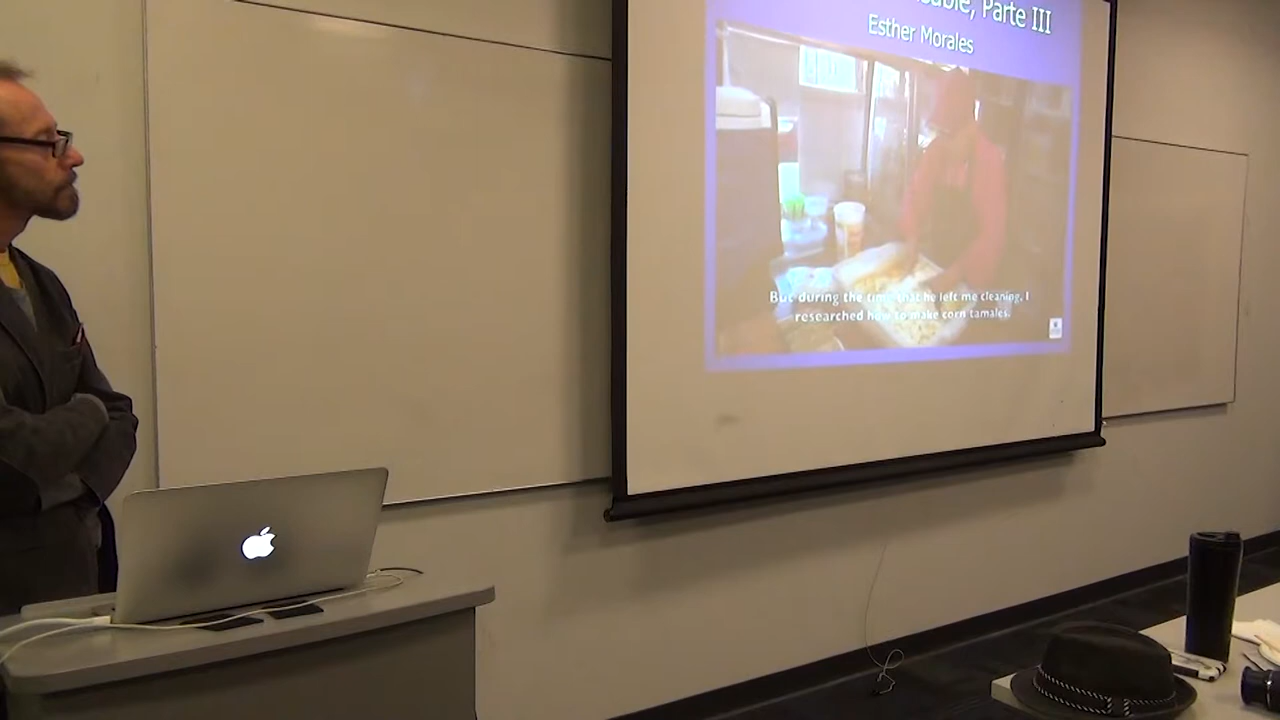 Parte III
Esther Morales
But during the time that he left me cleaning, I
researched how to make corn tamales.